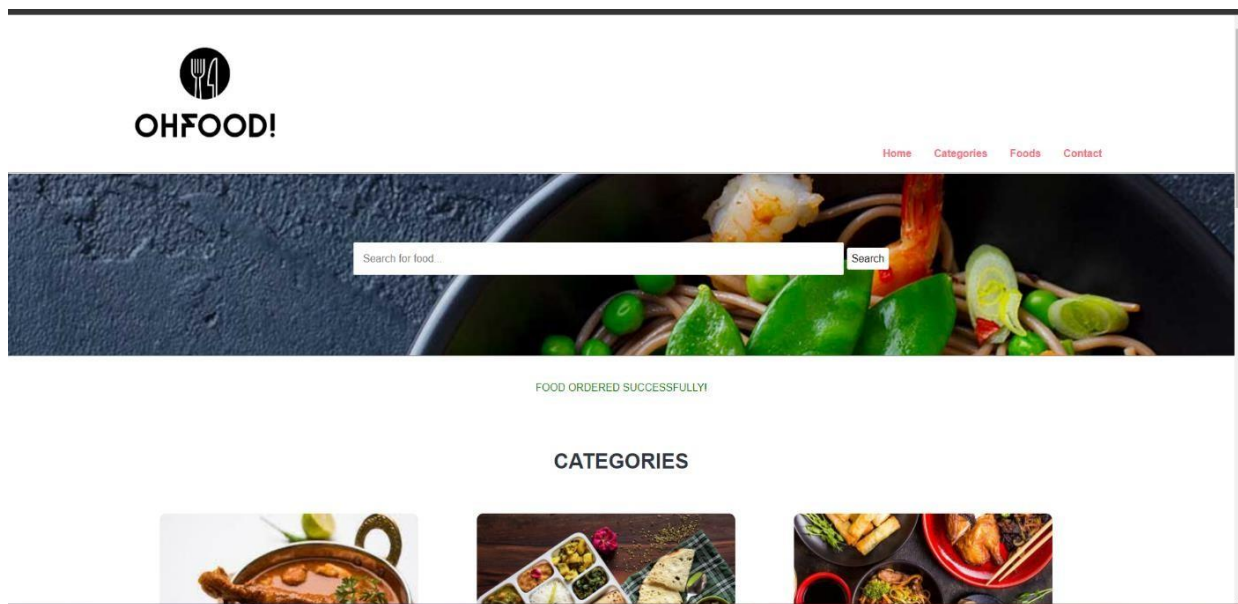 OHFOOD!
Home Categories Foods Contact
Search for food...
Search
FOOD ORDERED SUCCESSFULLY!
CATEGORIES